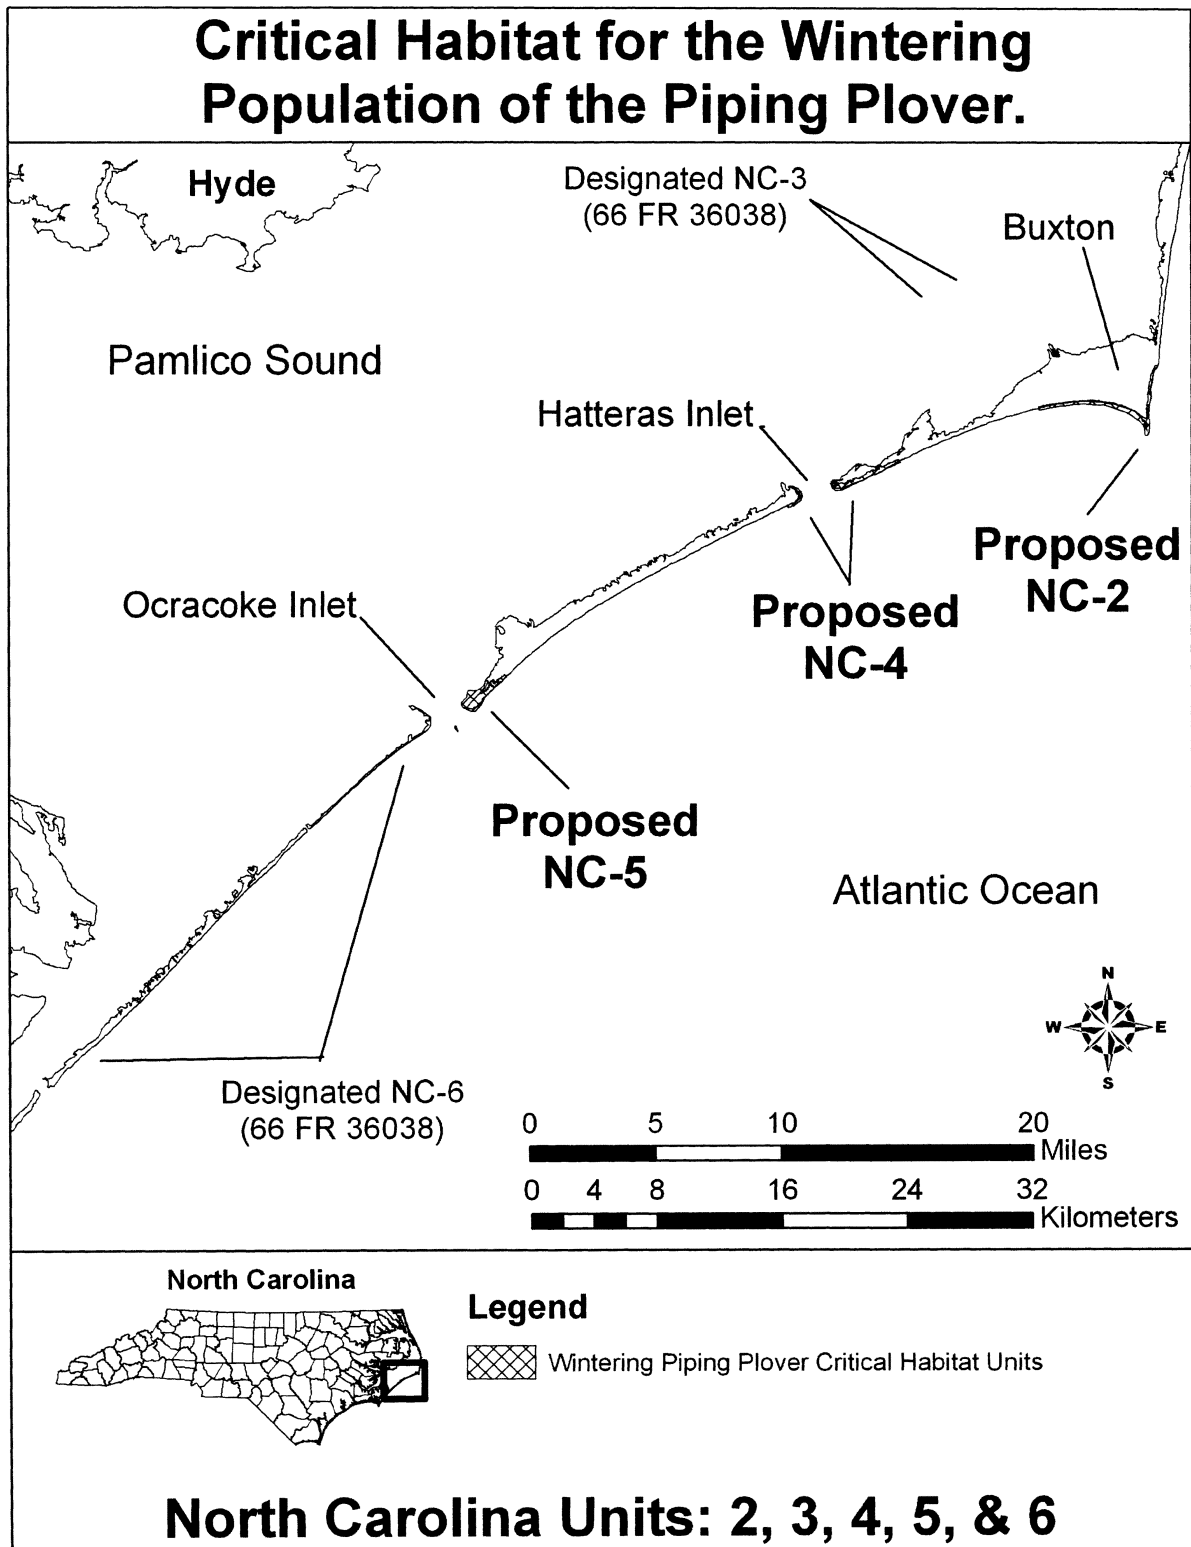 Critical Habitat for the Wintering
Population of the Piping Plover.
Hyde
Designated NC-3
(66 FR 36038)
Buxton
Pamlico Sound
Hatteras Inlet
Proposed
NC-2
Ocracoke Inlet
Proposed
NC-4
Proposed
NC-5
Atlantic Ocean
N
W E
S
Designated NC-6
(66 FR 36038)
0 5 10 20
Miles
0 4 8 16 24 32
Kilometers
North Carolina
Legend
Wintering Piping Plover Critical Habitat Units
North Carolina Units: 2, 3, 4, 5, & 6